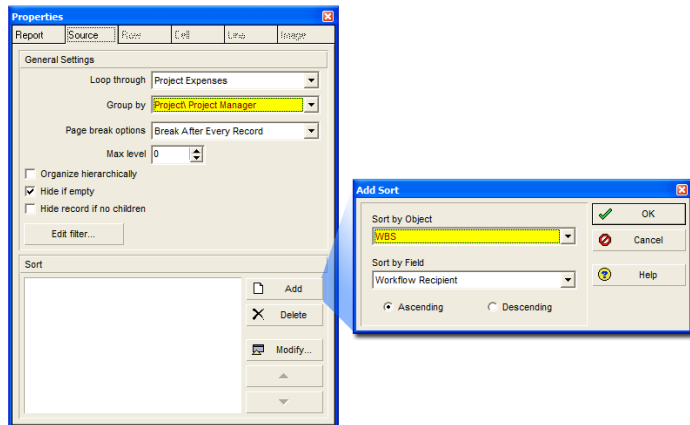 Properties
Report Source Row Cell Line Image
General Settings
Loop through Project Expenses
Group by Project\ Project Manager
Page break options Break After Every Record
Max level 0
Organize hierarchically
Hide if empty
Hide record if no children
Edit filter...
Sort
Add
Delete
Modify...
Add Sort
Sort by Object
WBS
Sort by Field
Workflow Recipient
Ascending Descending
OK
Cancel
Help